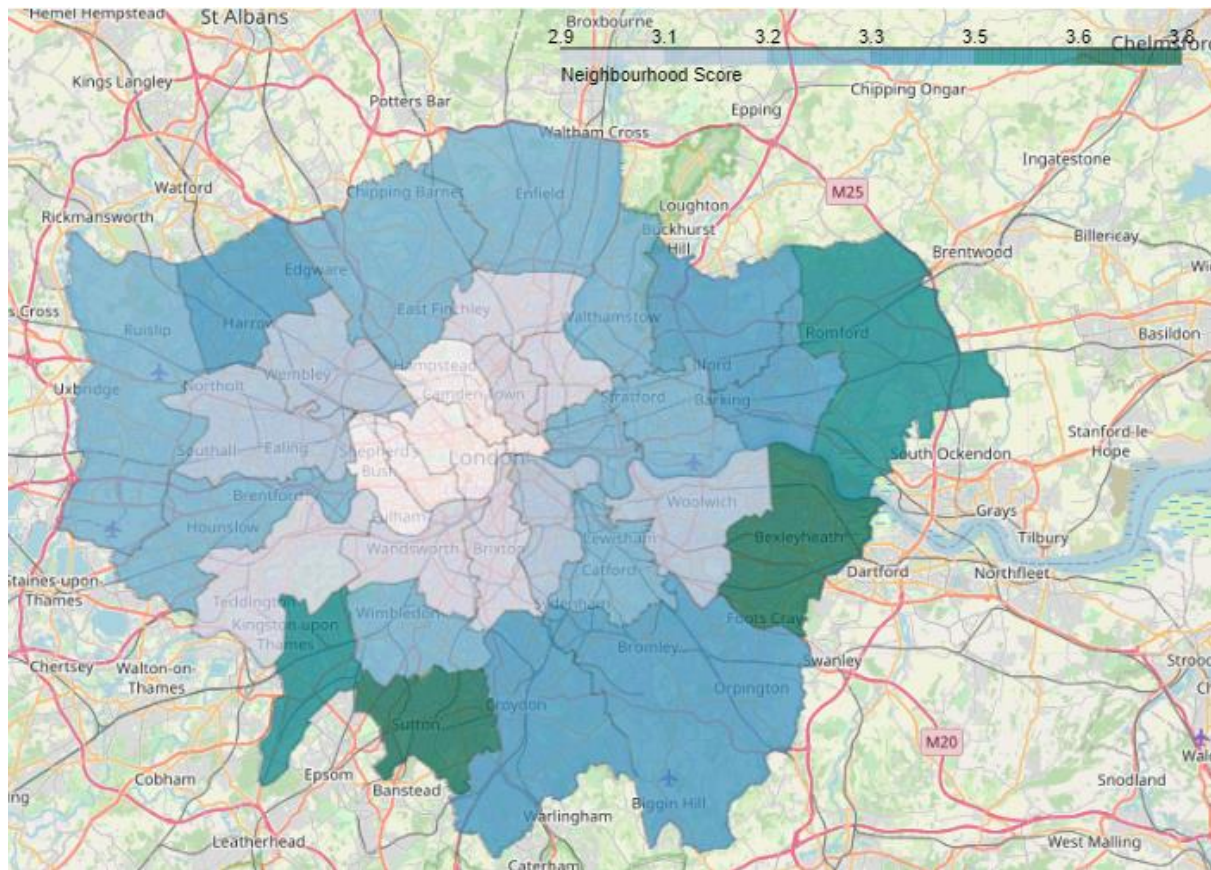 Hemel Hempstead
St Albans
Broxbourne
2.9 3.1 3.2 3.3 3.5 3.6 3.8
Chelmsford
Neighbourhood Score
Kings Langley
Potters Bar
Epping
Chipping Ongar
Waltham Cross
Ingatestone
Watford
Chipping Barnet
Enfield
M25
Rickmansworth
Loughton
Buckhurst
Hill
Billericay
Brentwood
Edgware
Wi
s Cross
East Finchley
Ruislip
Harrow
Walthamstow
Romford
Basildon
Hampstead
Ilford
Wembley
Uxbridge
Northolt
Camden Town
Stratford
Barking
Stanford-le
Hope
Southall
Ealing
Shepherd's
Bush
London
South Ockendon
Brentford
Woolwich
Grays
Hounslow
Fulham
Tilbury
Wandsworth
Brixton
Lewisham
Bexleyheath
Catford
Dartford
Northfleet
Staines-upon-
Thames
Teddington
Sydenham
Wimbledon
Foots Cray
Kingston-upon
Thames
Bromley
Chertsey
Walton-on-
Thames
Swanley
Stroo
Ch
Orpington
Croydon
Sutton
M20
Wal
Cobham
Epsom
Banstead
Snodland
ng
Biggin Hill
Warlingham
Leatherhead
West Malling
Caterham